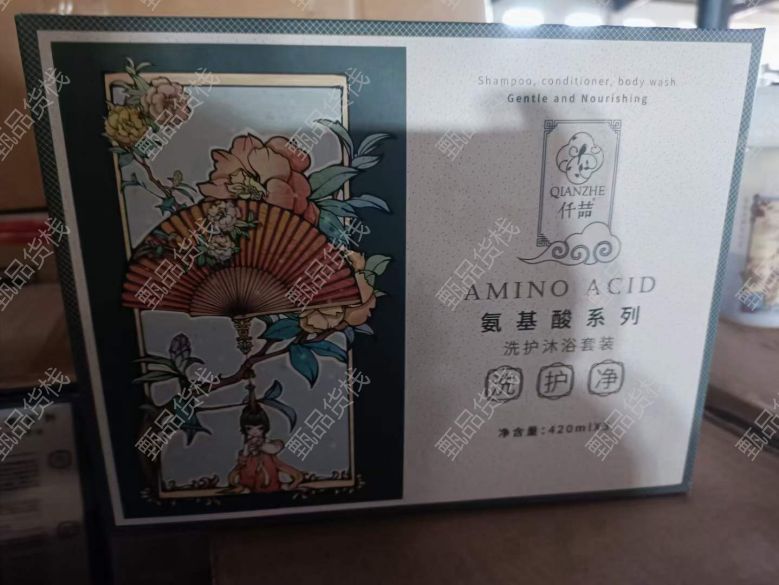 Shampoo, conditioner, body wash
Gentle and Nourishing
QIANZHE
仟喆
AMINO ACID
氨基酸系列
洗护沐浴套装
洗 护 净
净含量:420mlX3
甄品货栈